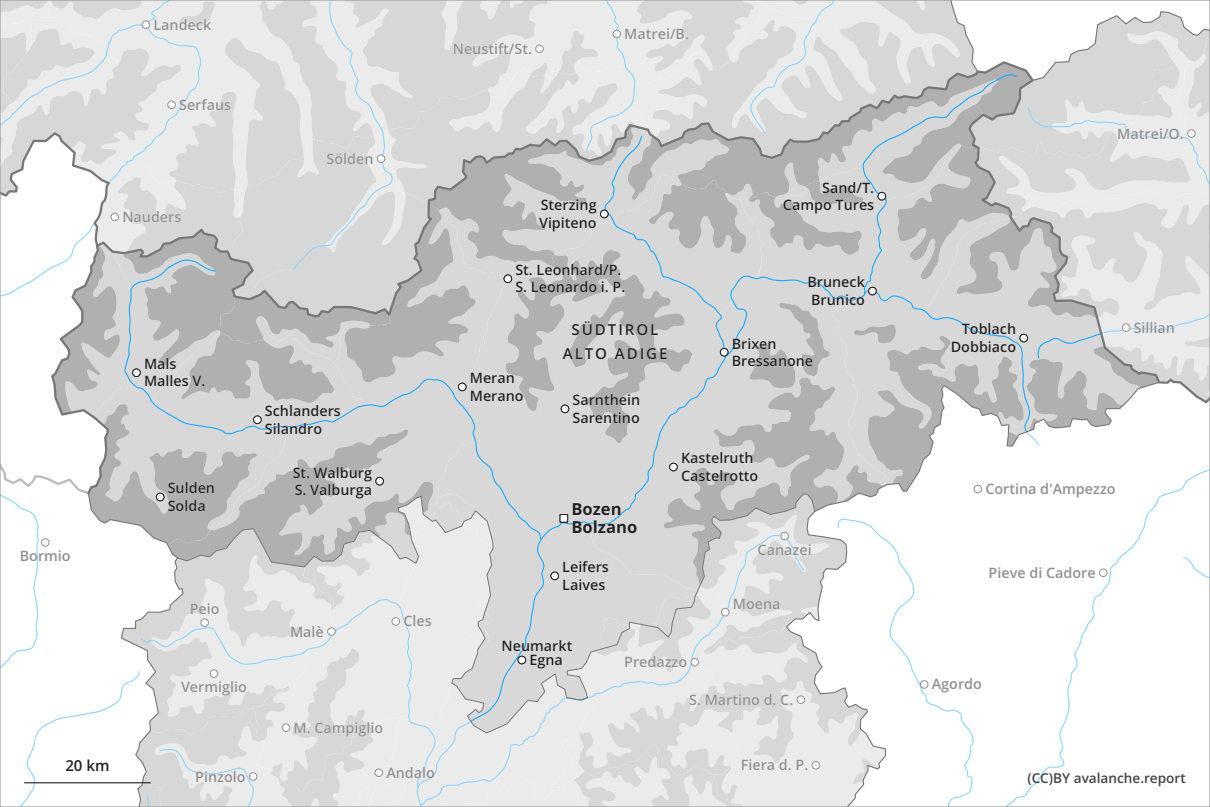 Landeck
Neustift/St.
Matrei/B.
Serfaus
Matrei/O.
Sölden
Sand/T.
Campo Tures
Sterzing
Vipiteno
Nauders
St. Leonhard/P.
S. Leonardo i. P.
Bruneck
Brunico
SÜDTIROL
ALTO ADIGE
Toblach
Dobbiaco
Sillian
Brixen
Bressanone
Mals
Malles V.
Meran
Merano
Sarnthein
Sarentino
Schlanders
Silandro
Kastelruth
Castelrotto
St. Walburg
S. Valburga
Sulden
Solda
Cortina d'Ampezzo
Bozen
Bolzano
Bormio
Canazei
Leifers
Laives
Pieve di Cadore
Peio
Moena
Malè
Cles
Neumarkt
Egna
Predazzo
Vermiglio
Agordo
S. Martino d. C.
M. Campiglio
20 km
Pinzolo
Andalo
Fiera d. P.
(CC)BY avalanche.report